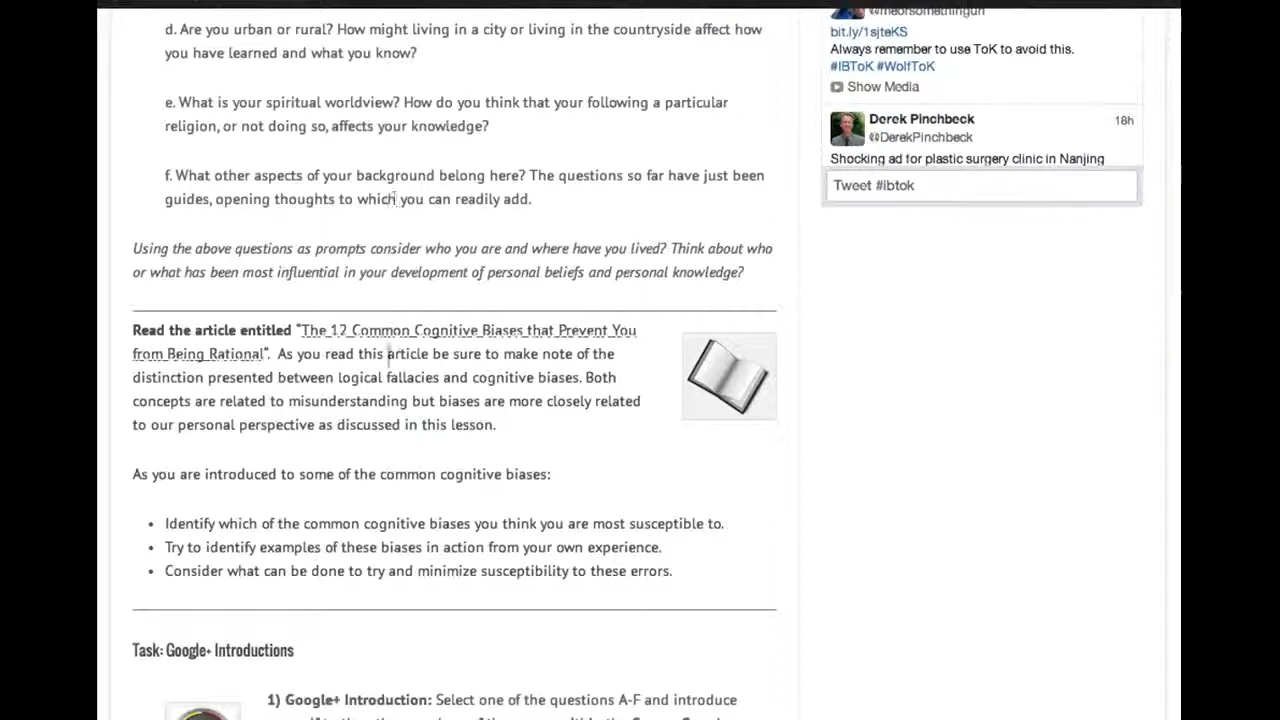 d. Are you urban or rural? How might living in a city or living in the countryside affect how
you have learned and what you know?
e. What is your spiritual worldview? How do you think that your following a particular
religion, or not doing so, affects your knowledge?
f. What other aspects of your background belong here? The questions so far have just been
guides, opening thoughts to which you can readily add.
Using the above questions as prompts consider who you are and where have you lived? Think about who
or what has been most influential in your development of personal beliefs and personal knowledge?
Read the article entitled "The 12 Common Cognitive Biases that Prevent You
from Being Rational". As you read this article be sure to make note of the
distinction presented between logical fallacies and cognitive biases. Both
concepts are related to misunderstanding but biases are more closely related
to our personal perspective as discussed in this lesson.
As you are introduced to some of the common cognitive biases:
• Identify which of the common cognitive biases you think you are most susceptible to.
• Try to identify examples of these biases in action from your own experience.
• Consider what can be done to try and minimize susceptibility to these errors.
Task: Google+ Introductions
1) Google+ Introduction: Select one of the questions A-F and introduce
@meorsomethingurl
bit.ly/1sjteKS
Always remember to use ToK to avoid this.
#IBToK #WolfToK
Show Media
Derek Pinchbeck 18h
@DerekPinchbeck
Shocking ad for plastic surgery clinic in Nanjing
Tweet #ibtok